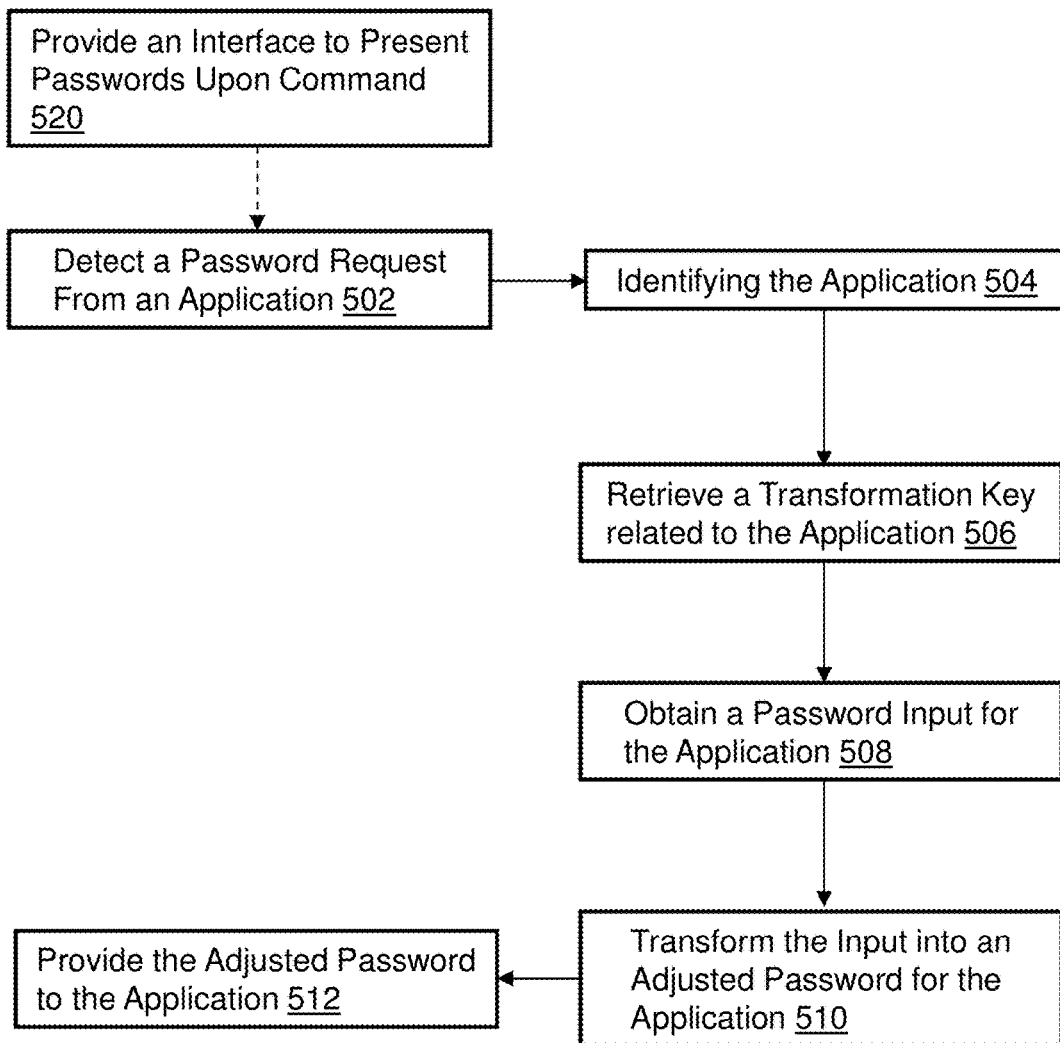 Provide an Interface to Present
Passwords Upon Command
520
Detect a Password Request
From an Application 502
Identifying the Application 504
Retrieve a Transformation Key
related to the Application 506
Obtain a Password Input for
the Application 508
Transform the Input into an
Adjusted Password for the
Application 510
Provide the Adjusted Password
to the Application 512